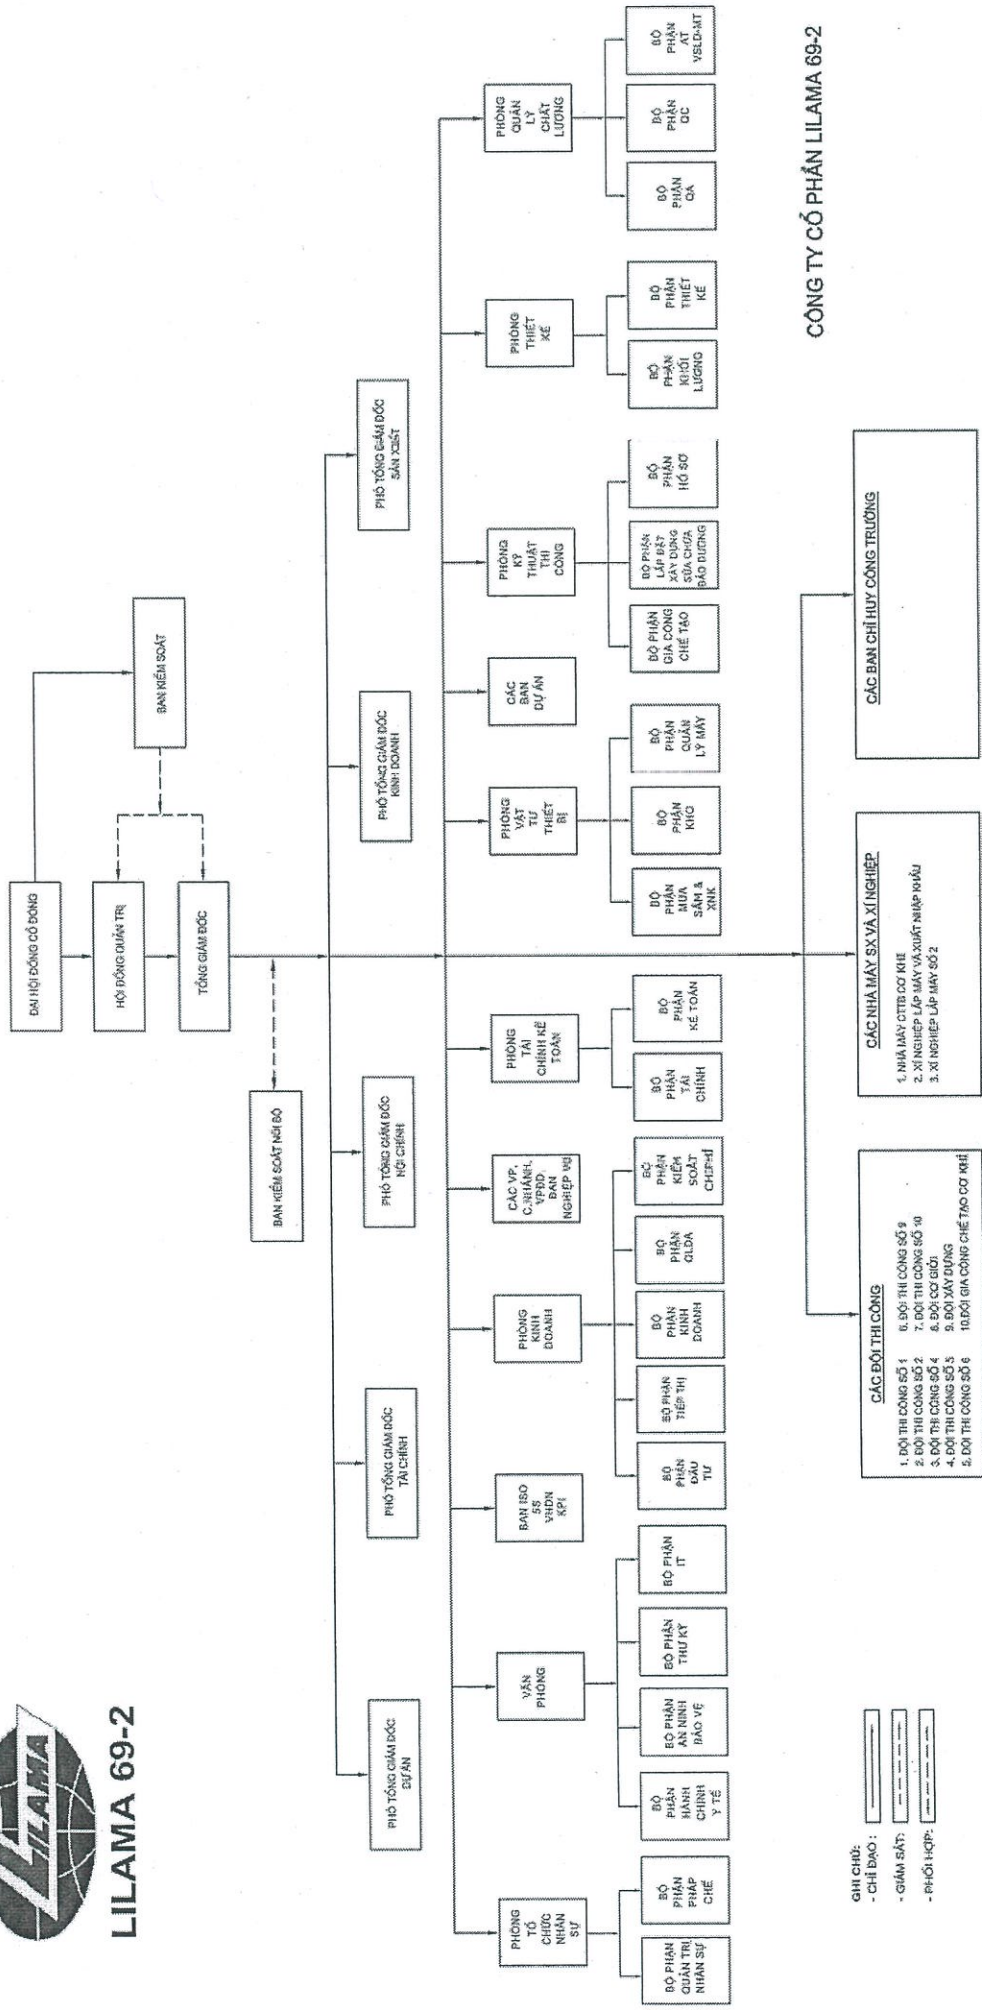 LILAMA
LILAMA 69-2
ĐẠI HỘI ĐỒNG CỔ ĐÔNG
BAN KIỂM SOÁT
HỘI ĐỒNG QUẢN TRỊ
TỔNG GIÁM ĐỐC
BAN KIỂM SOÁT NỘI BỘ
PHÓ TỔNG GIÁM ĐỐC
DỰ ÁN
PHÓ TỔNG GIÁM ĐỐC
TÀI CHÍNH
PHÓ TỔNG GIÁM ĐỐC
NỘI CHÍNH
PHÓ TỔNG GIÁM ĐỐC
KINH DOANH
PHÓ TỔNG GIÁM ĐỐC
SẢN XUẤT
PHÒNG
TỔ
CHỨC
NHÂN
SỰ
VĂN
PHÒNG
BAN ISO
5S
VHDN
KPI
PHÒNG
KINH
DOANH
CÁC VP,
C.NHÁNH,
VPĐD,
BAN
NGHIỆP VỤ
PHÒNG
TÀI
CHÍNH KẾ
TOÁN
PHÒNG
VẬT
TƯ
THIẾT
BỊ
CÁC
BAN
DỰ ÁN
PHÒNG
KỸ
THUẬT
THI
CÔNG
PHÒNG
THIẾT
KẾ
PHÒNG
QUẢN
LÝ
CHẤT
LƯỢNG
BỘ PHẬN
QUẢN TRỊ
NHÂN SỰ
BỘ
PHẬN
PHÁP
CHẾ
BỘ
PHẬN
HÀNH
CHÍNH
Y TẾ
BỘ PHẬN
AN NINH
BẢO VỆ
BỘ PHẬN
THƯ KÝ
BỘ PHẬN
IT
BỘ
PHẬN
ĐẦU
TƯ
BỘ PHẬN
TIẾP THỊ
BỘ
PHẬN
KINH
DOANH
BỘ
PHẬN
QLDA
BỘ
PHẬN
KIỂM
SOÁT
CHI PHÍ
BỘ
PHẬN
TÀI
CHÍNH
BỘ
PHẬN
KẾ TOÁN
BỘ
PHẬN
MUA
SẮM &
XNK
BỘ
PHẬN
KHO
BỘ
PHẬN
QUẢN
LÝ MÁY
BỘ PHẬN
GIA CÔNG
CHẾ TẠO
BỘ PHẬN
LẮP ĐẶT
XÂY DỰNG
SỬA CHỮA
BẢO DƯỠNG
BỘ
PHẬN
HỒ SƠ
BỘ
PHẬN
KHỐI
LƯỢNG
BỘ
PHẬN
THIẾT
KẾ
BỘ
PHẬN
QA
BỘ
PHẬN
QC
BỘ
PHẬN
AT
VSLĐ-MT
CÔNG TY CỔ PHẦN LILAMA 69-2
GHI CHÚ:
- CHỈ ĐẠO :
- GIÁM SÁT:
- PHỐI HỢP:
CÁC ĐỘI THI CÔNG
1. ĐỘI THI CÔNG SỐ 1
2. ĐỘI THI CÔNG SỐ 2
3. ĐỘI THI CÔNG SỐ 4
4. ĐỘI THI CÔNG SỐ 5
5. ĐỘI THI CÔNG SỐ 6
6. ĐỘI THI CÔNG SỐ 9
7. ĐỘI THI CÔNG SỐ 10
8. ĐỘI CƠ GIỚI
9. ĐỘI XÂY DỰNG
10.ĐỘI GIA CÔNG CHẾ TẠO CƠ KHÍ
CÁC NHÀ MÁY SX VÀ XÍ NGHIỆP
1. NHÀ MÁY CTTB CƠ KHÍ
2. XÍ NGHIỆP LẮP MÁY VÀ XUẤT NHẬP KHẨU
3. XÍ NGHIỆP LẮP MÁY SỐ 2
CÁC BAN CHỈ HUY CÔNG TRƯỜNG